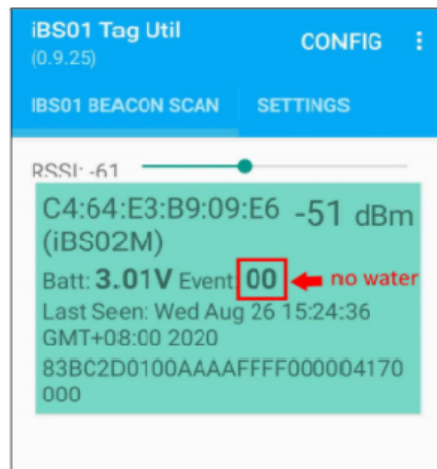 iBS01 Tag Util
(0.9.25)
CONFIG
IBS01 BEACON SCAN
SETTINGS
RSSI: -61
C4:64:E3:B9:09:E6 -51 dBm
(iBS02M)
Batt: 3.01V Event: 00 no water
Last Seen: Wed Aug 26 15:24:36
GMT+08:00 2020
83BC2D0100AAAAFFFF000004170
000